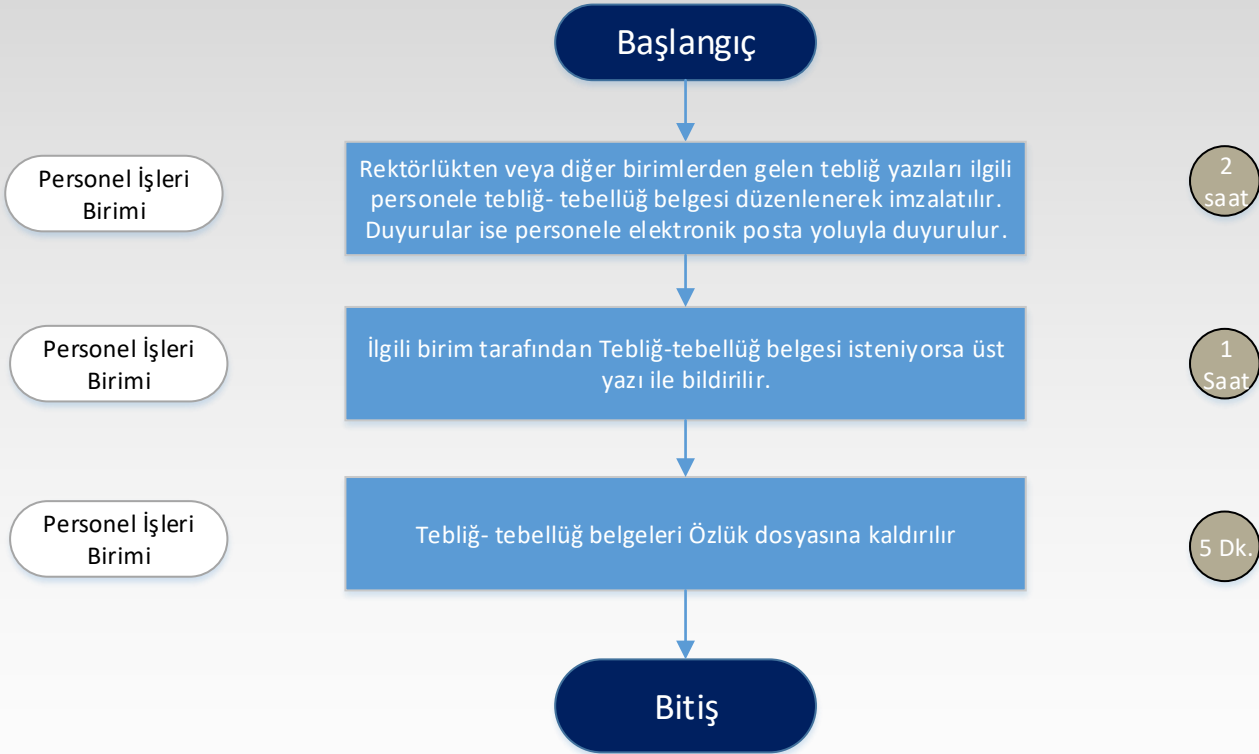 Başlangıç
Personel İşleri
Birimi
Rektörlükten veya diğer birimlerden gelen tebliğ yazıları ilgili
personele tebliğ- tebellüğ belgesi düzenlenerek imzalatılır.
Duyurular ise personele elektronik posta yoluyla duyurulur.
2
saat
Personel İşleri
Birimi
İlgili birim tarafından Tebliğ-tebellüğ belgesi isteniyorsa üst
yazı ile bildirilir.
1
Saat
Personel İşleri
Birimi
Tebliğ- tebellüğ belgeleri Özlük dosyasına kaldırılır
5 Dk.
Bitiş